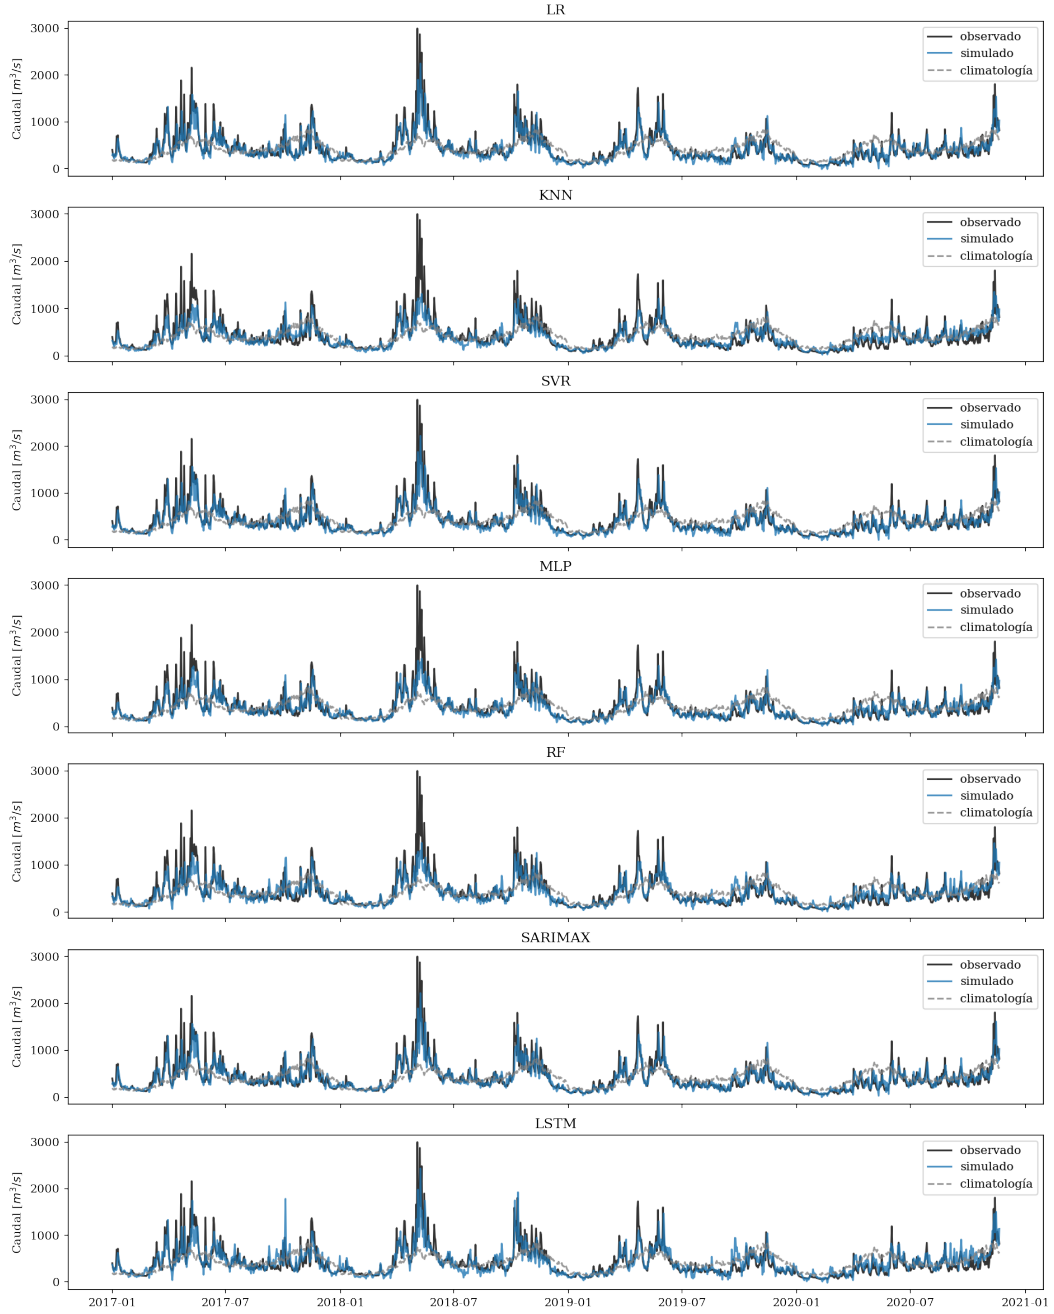 LR
3000
2000
1000
0
Caudal [m³/s]
observado
simulado
climatología
KNN
3000
2000
1000
0
Caudal [m³/s]
observado
simulado
climatología
SVR
3000
2000
1000
0
Caudal [m³/s]
observado
simulado
climatología
MLP
3000
2000
1000
0
Caudal [m³/s]
observado
simulado
climatología
RF
3000
2000
1000
0
Caudal [m³/s]
observado
simulado
climatología
SARIMAX
3000
2000
1000
0
Caudal [m³/s]
observado
simulado
climatología
LSTM
3000
2000
1000
0
Caudal [m³/s]
observado
simulado
climatología
2017-01 2017-07 2018-01 2018-07 2019-01 2019-07 2020-01 2020-07 2021-01